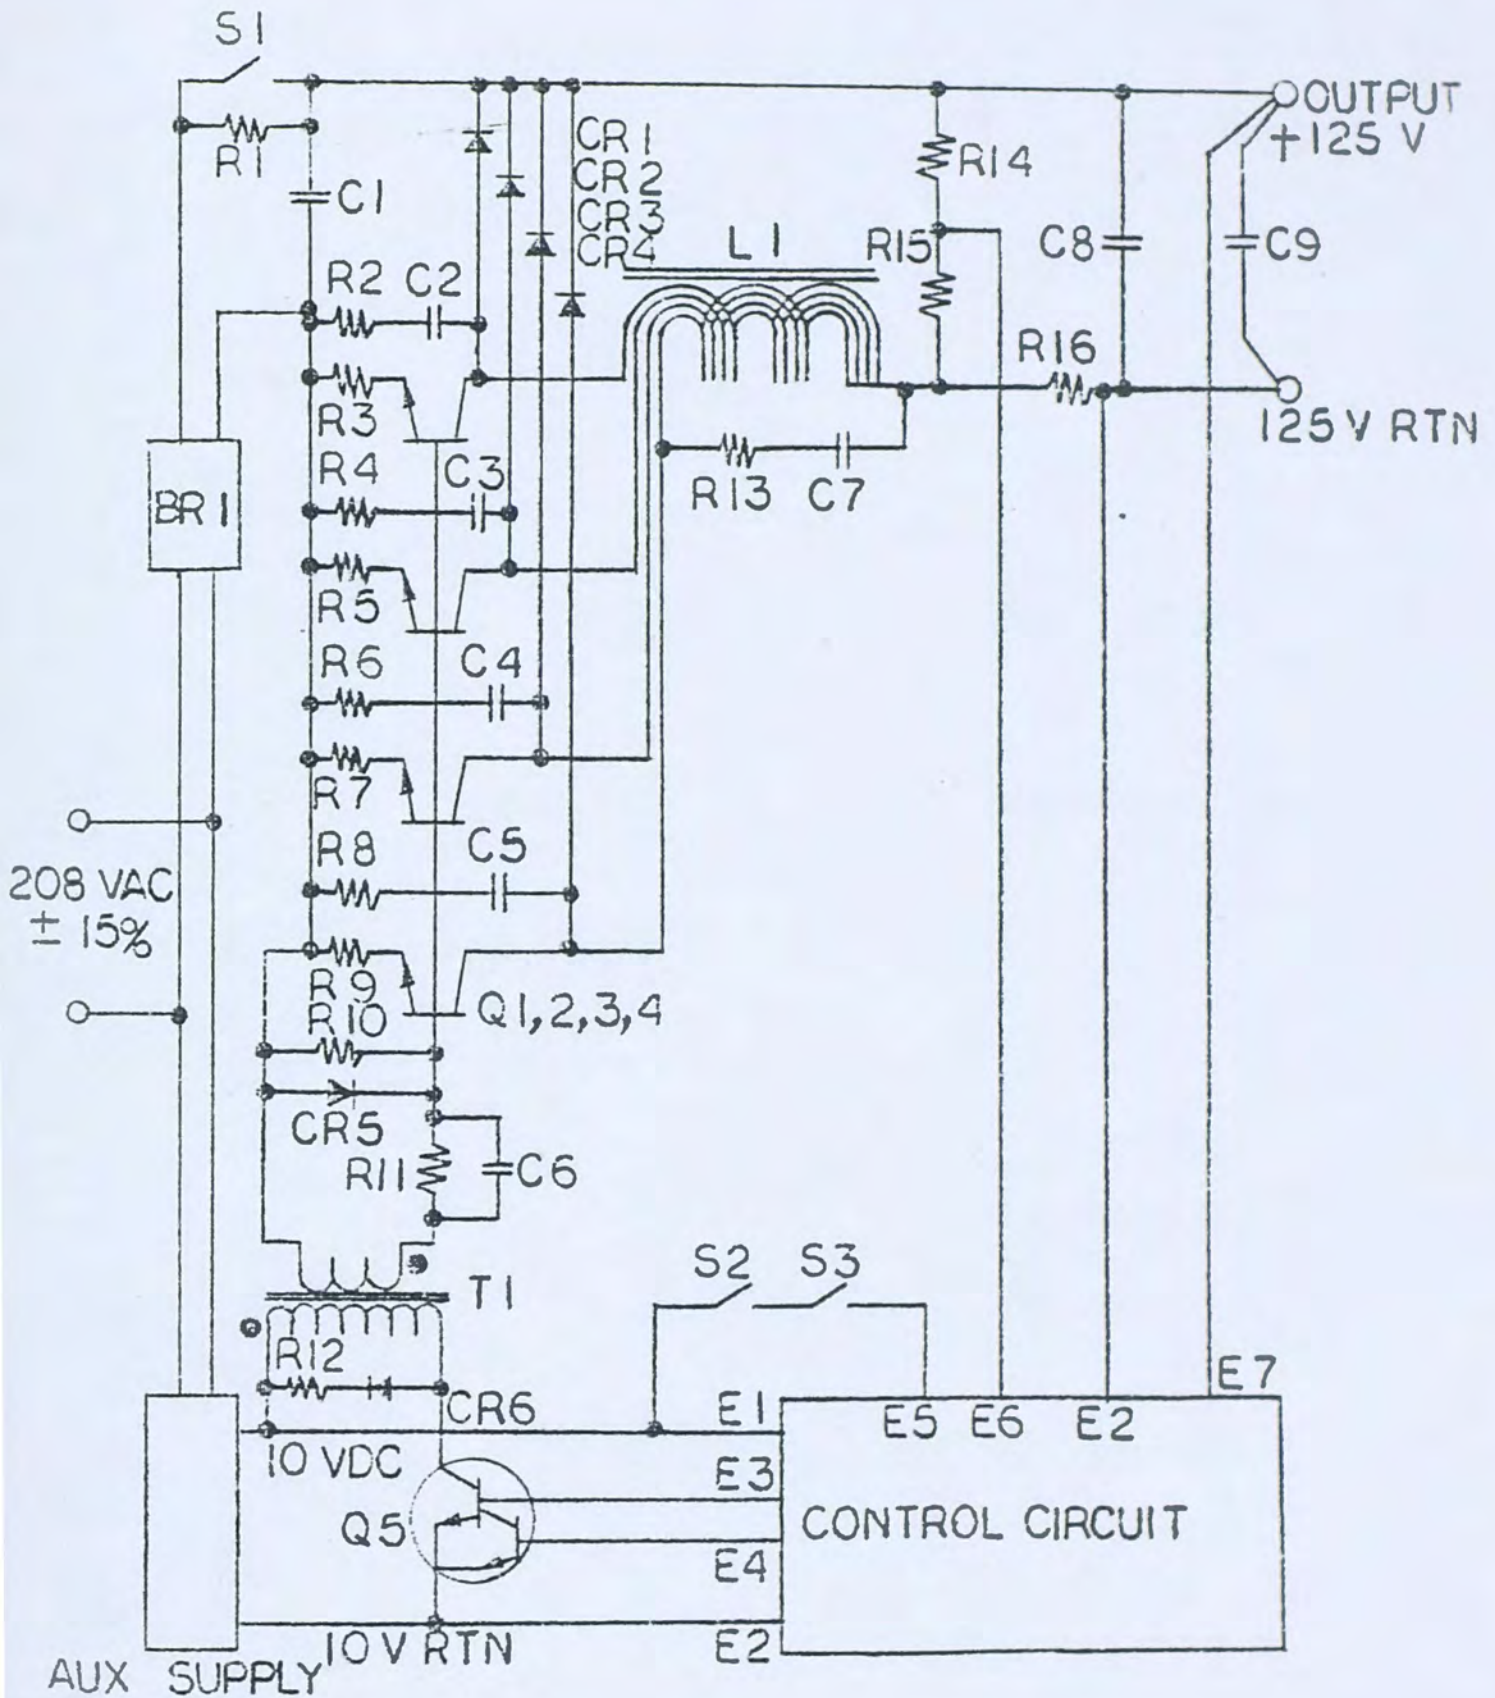 S1
OUTPUT
+125 V
R1
CR1
CR2
CR3
CR4
R14
C1
L1
R15
C8
C9
R2 C2
R16
R3
125V RTN
R4
C3
R13 C7
BR1
R5
R6
C4
R7
R8
C5
208 VAC
± 15%
R9
R10
Q1,2,3,4
CR5
R11
C6
S2 S3
T1
R12
E7
CR6
E1
E5 E6 E2
10 VDC
E3
Q5
CONTROL CIRCUIT
E4
10V RTN
E2
AUX SUPPLY